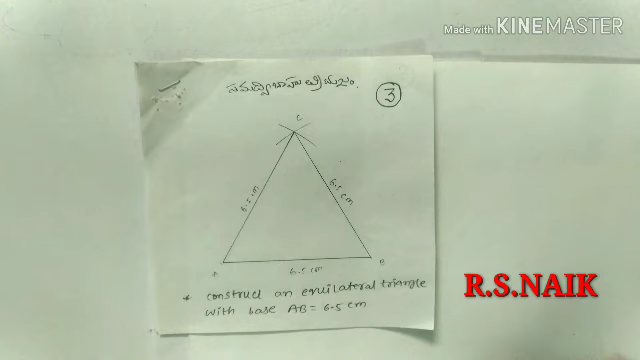 Made with KINEMASTER
సమద్విబాహు త్రిభుజం.
3
C
6.5 cm
6.5 cm
A
B
6.5 cm
* construct an equilateral triangle
with base AB = 6.5 cm
R.S.NAIK